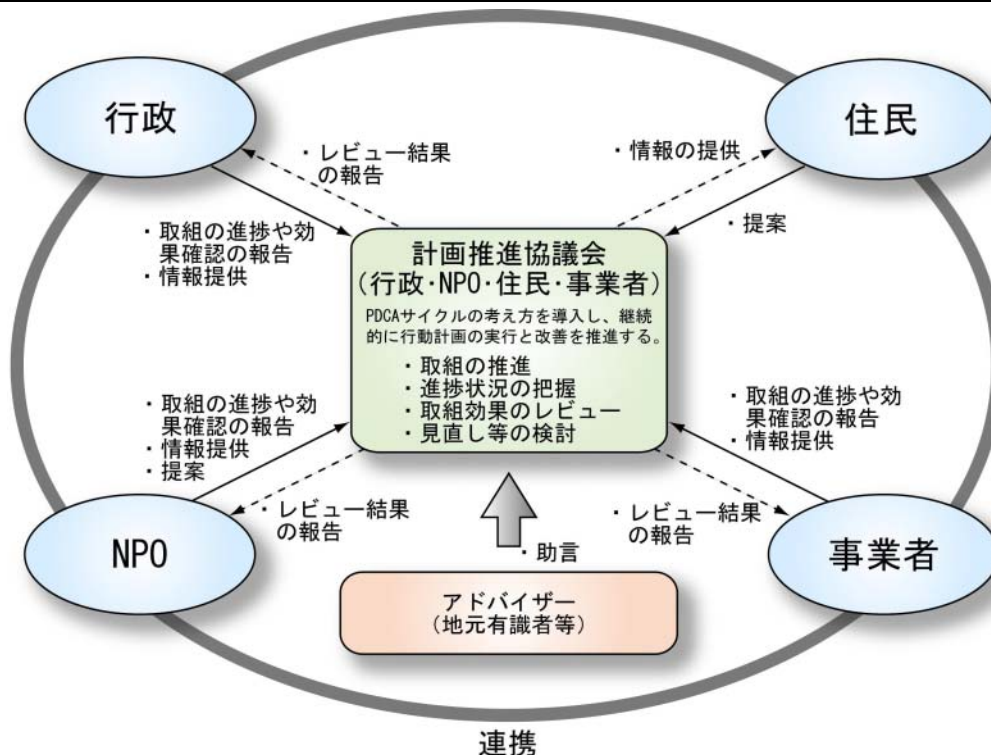 行政
住民
・レビュー結果
の報告
・情報の提供
・取組の進捗や効
果確認の報告
・情報提供
・提案
計画推進協議会
(行政・NPO・住民・事業者)
PDCAサイクルの考え方を導入し、継続
的に行動計画の実行と改善を推進する。
・取組の推進
・進捗状況の把握
・取組効果のレビュー
・見直し等の検討
・取組の進捗や効
果確認の報告
・情報提供
・提案
・取組の進捗や効
果確認の報告
・情報提供
・レビュー結果
の報告
・レビュー結果
の報告
NPO
・助言
事業者
アドバイザー
(地元有識者等)
連携